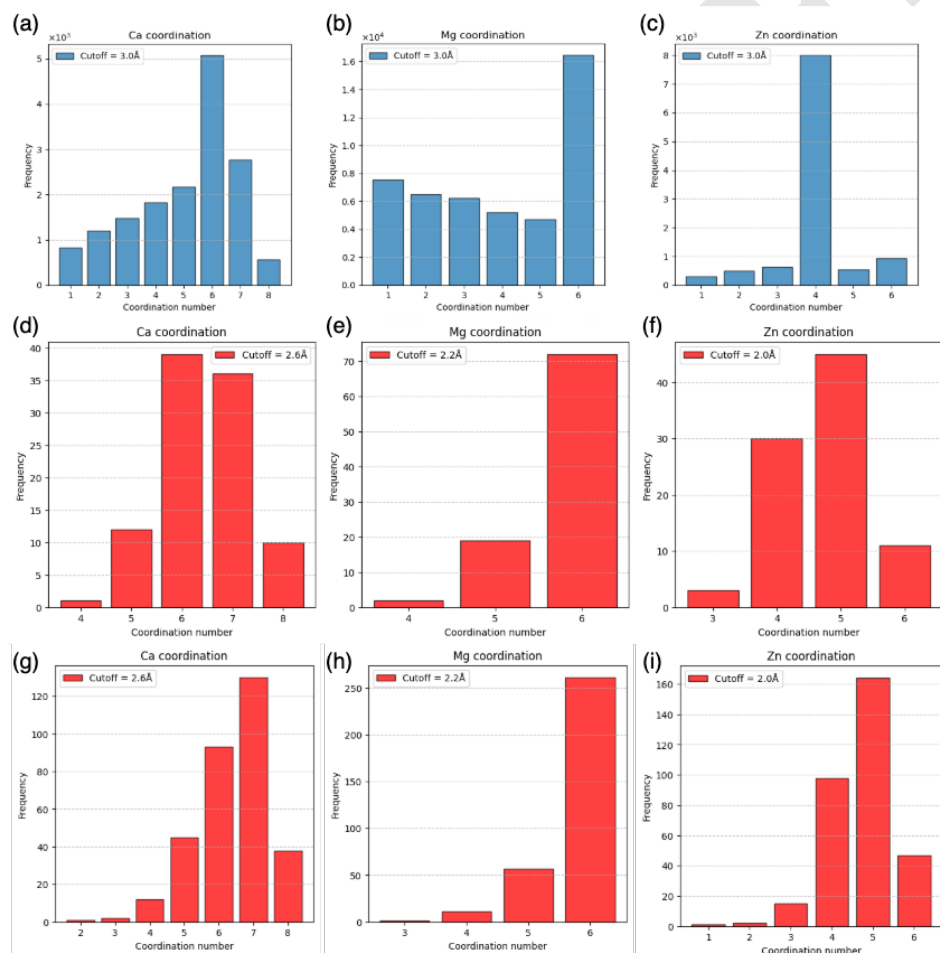 (a)
Ca coordination
×10³
Cutoff = 3.0Å
5
4
3
2
1
0
Frequency
1 2 3 4 5 6 7 8
Coordination number
(b)
Mg coordination
×10⁴
Cutoff = 3.0Å
1.6
1.4
1.2
1.0
0.8
0.6
0.4
0.2
0.0
Frequency
1 2 3 4 5 6
Coordination number
(c)
Zn coordination
×10³
Cutoff = 3.0Å
8
7
6
5
4
3
2
1
0
Frequency
1 2 3 4 5 6
Coordination number
(d)
Ca coordination
Cutoff = 2.6Å
40
35
30
25
20
15
10
5
0
Frequency
4 5 6 7 8
Coordination number
(e)
Mg coordination
Cutoff = 2.2Å
70
60
50
40
30
20
10
0
Frequency
4 5 6
Coordination number
(f)
Zn coordination
Cutoff = 2.0Å
40
30
20
10
0
Frequency
3 4 5 6
Coordination number
(g)
Ca coordination
Cutoff = 2.6Å
120
100
80
60
40
20
0
Frequency
2 3 4 5 6 7 8
Coordination number
(h)
Mg coordination
Cutoff = 2.2Å
250
200
150
100
50
0
Frequency
3 4 5 6
Coordination number
(i)
Zn coordination
Cutoff = 2.0Å
160
140
120
100
80
60
40
20
0
Frequency
1 2 3 4 5 6
Coordination number